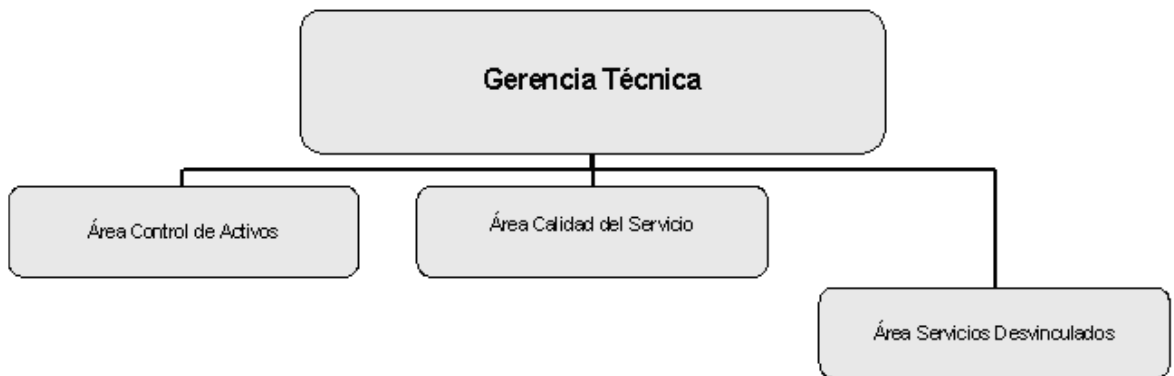 Gerencia Técnica
Área Control de Activos
Área Calidad del Servicio
Área Servicios Desvinculados